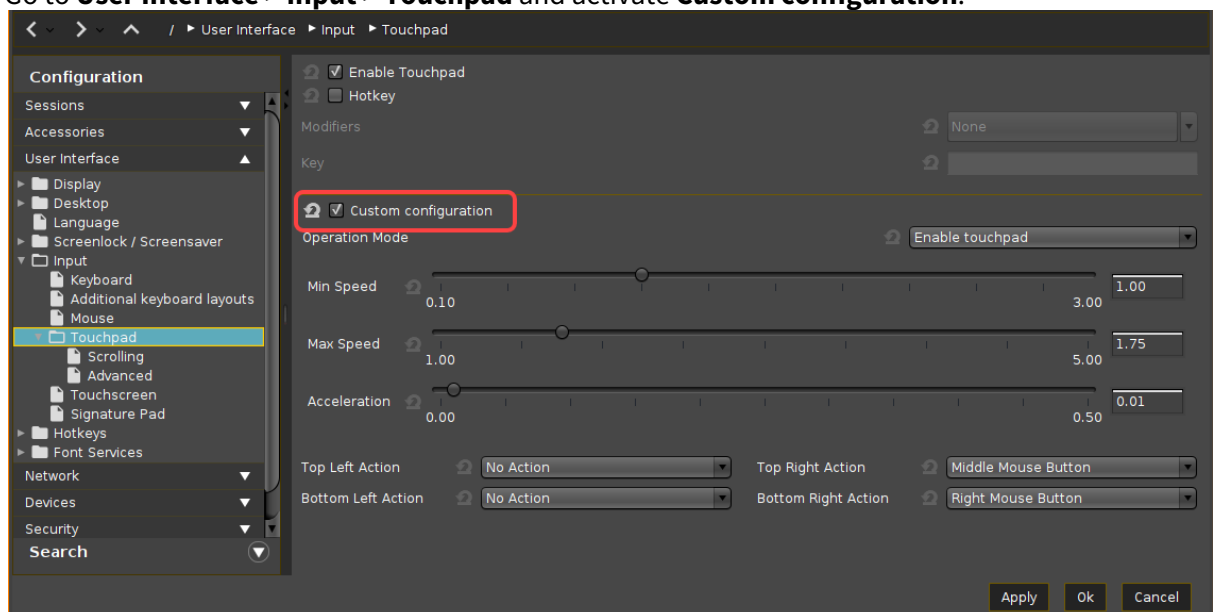 Go to User Interface > Input > Touchpad and activate Custom configuration.
/ ► User Interface ► Input ► Touchpad
Configuration
Sessions
Accessories
User Interface
Display
Desktop
Language
Screenlock / Screensaver
Input
Keyboard
Additional keyboard layouts
Mouse
Touchpad
Scrolling
Advanced
Touchscreen
Signature Pad
Hotkeys
Font Services
Network
Devices
Security
Search
Enable Touchpad
Hotkey
Modifiers None
Key
Custom configuration
Operation Mode Enable touchpad
Min Speed 1.00
0.10 3.00
Max Speed 1.75
1.00 5.00
Acceleration 0.01
0.00 0.50
Top Left Action No Action Top Right Action Middle Mouse Button
Bottom Left Action No Action Bottom Right Action Right Mouse Button
Apply Ok Cancel